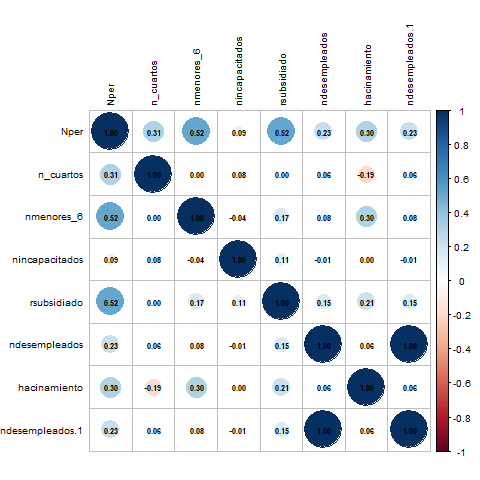 Nper n_cuartos nmenores_6 nincapacitados rsubsidiado ndesempleados hacinamiento ndesempleados.1
Nper 1.00 0.31 0.52 0.09 0.52 0.23 0.30 0.23
n_cuartos 0.31 1.00 0.00 0.08 0.00 0.06 -0.19 0.06
nmenores_6 0.52 0.00 1.00 -0.04 0.17 0.08 0.30 0.08
nincapacitados 0.09 0.08 -0.04 1.00 0.11 -0.01 0.00 -0.01
rsubsidiado 0.52 0.00 0.17 0.11 1.00 0.15 0.21 0.15
ndesempleados 0.23 0.06 0.08 -0.01 0.15 1.00 0.06 1.00
hacinamiento 0.30 -0.19 0.30 0.00 0.21 0.06 1.00 0.06
ndesempleados.1 0.23 0.06 0.08 -0.01 0.15 1.00 0.06 1.00
1
0.8
0.6
0.4
0.2
0
-0.2
-0.4
-0.6
-0.8
-1